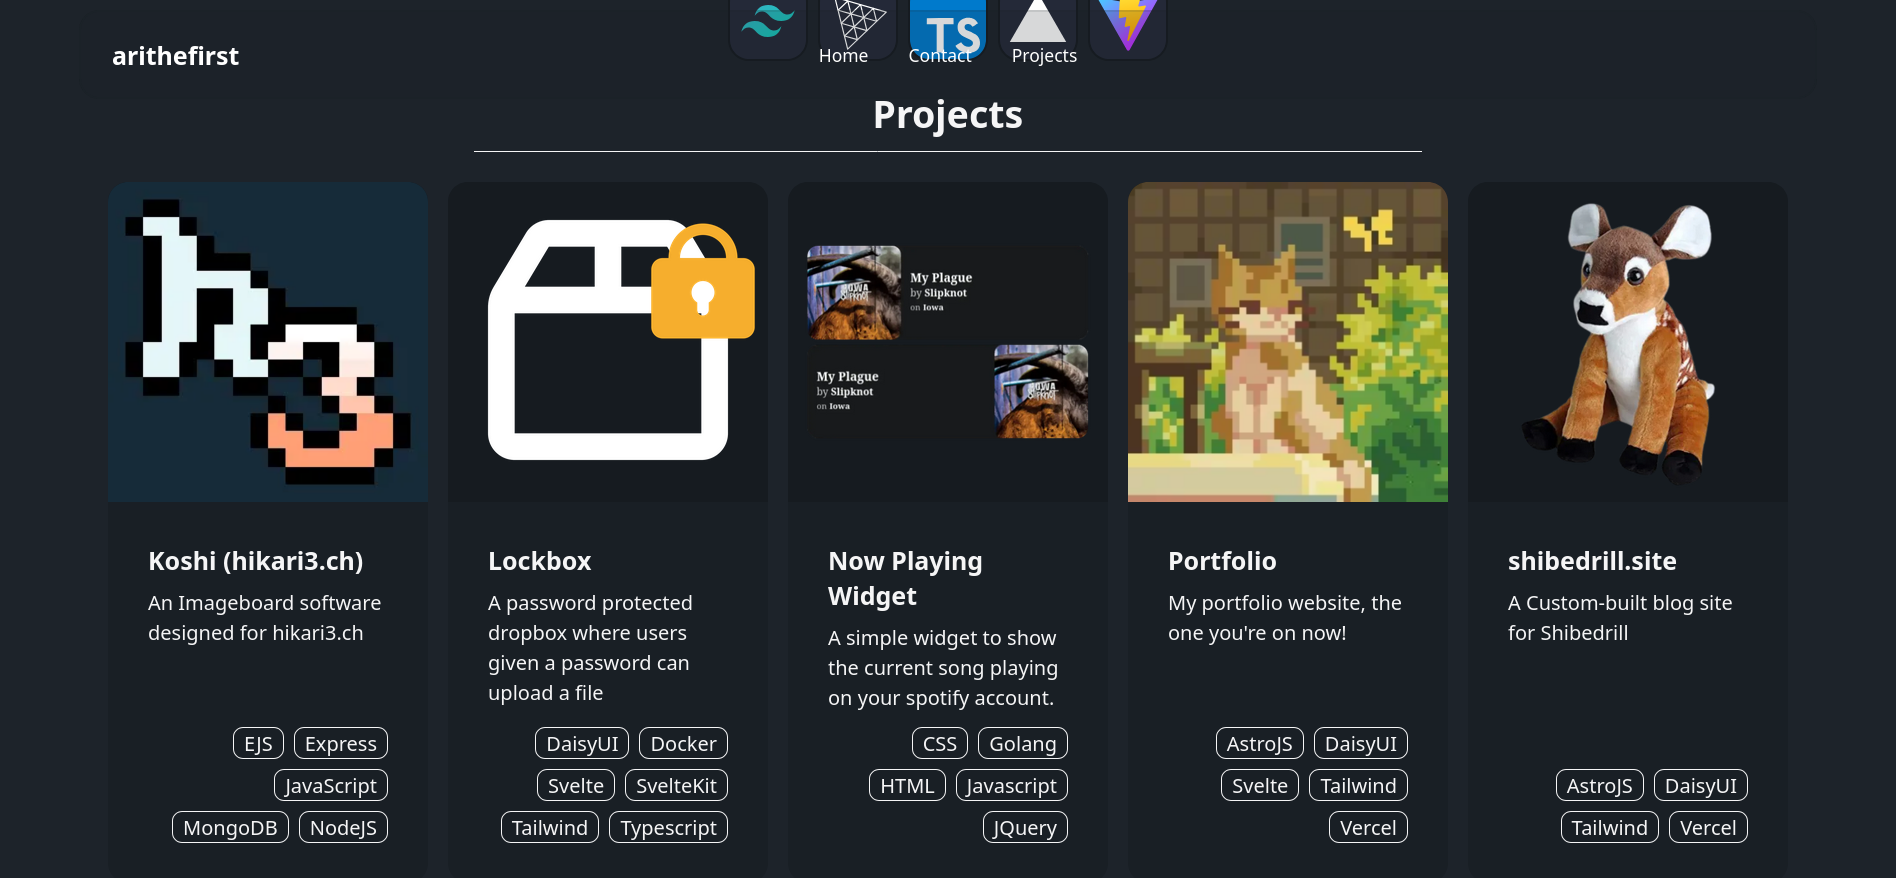 arithefirst
TS
Home Contact Projects
Projects
h3
My Plague
by Slipknot
on Iowa
My Plague
by Slipknot
on Iowa
Koshi (hikari3.ch)
An Imageboard software
designed for hikari3.ch
EJS Express
JavaScript
MongoDB NodeJS
Lockbox
A password protected
dropbox where users
given a password can
upload a file
DaisyUI Docker
Svelte SvelteKit
Tailwind Typescript
Now Playing
Widget
A simple widget to show
the current song playing
on your spotify account.
CSS Golang
HTML Javascript
JQuery
Portfolio
My portfolio website, the
one you're on now!
AstroJS DaisyUI
Svelte Tailwind
Vercel
shibedrill.site
A Custom-built blog site
for Shibedrill
AstroJS DaisyUI
Tailwind Vercel